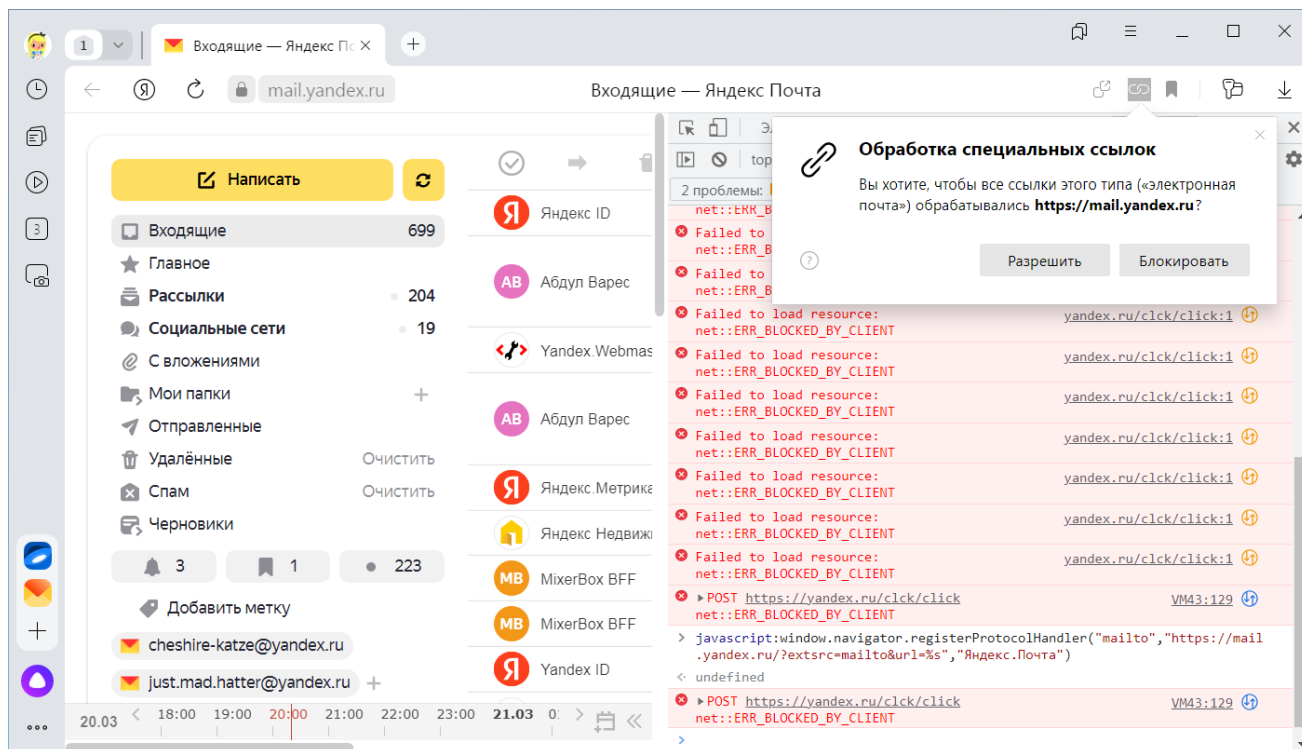 1
Входящие — Яндекс
mail.yandex.ru
Входящие — Яндекс Почта
3
Написать
Входящие 699
Главное
Рассылки 204
Социальные сети 19
С вложениями
Мои папки
Отправленные
Удалённые Очистить
Спам Очистить
Черновики
3 1 223
Добавить метку
cheshire-katze@yandex.ru
just.mad.hatter@yandex.ru
20.03 18:00 19:00 20:00 21:00 22:00 23:00 21.03
Я Яндекс ID
АВ Абдул Варес
Yandex.Webmas
АВ Абдул Варес
Я Яндекс.Метрика
Яндекс Недвиж
MB MixerBox BFF
MB MixerBox BFF
Я Yandex ID
top
2 проблемы:
Обработка специальных ссылок
Вы хотите, чтобы все ссылки этого типа («электронная
почта») обрабатывались https://mail.yandex.ru?
Разрешить Блокировать
net::ERR_B
Failed to
net::ERR_B
Failed to
net::ERR_B
Failed to load resource: yandex.ru/clck/click:1
net::ERR_BLOCKED_BY_CLIENT
Failed to load resource: yandex.ru/clck/click:1
net::ERR_BLOCKED_BY_CLIENT
Failed to load resource: yandex.ru/clck/click:1
net::ERR_BLOCKED_BY_CLIENT
Failed to load resource: yandex.ru/clck/click:1
net::ERR_BLOCKED_BY_CLIENT
Failed to load resource: yandex.ru/clck/click:1
net::ERR_BLOCKED_BY_CLIENT
Failed to load resource: yandex.ru/clck/click:1
net::ERR_BLOCKED_BY_CLIENT
Failed to load resource: yandex.ru/clck/click:1
net::ERR_BLOCKED_BY_CLIENT
POST https://yandex.ru/clck/click VM43:129
net::ERR_BLOCKED_BY_CLIENT
javascript:window.navigator.registerProtocolHandler("mailto","https://mail
.yandex.ru/?extsrc=mailto&url=%s","Яндекс.Почта")
undefined
POST https://yandex.ru/clck/click VM43:129
net::ERR_BLOCKED_BY_CLIENT